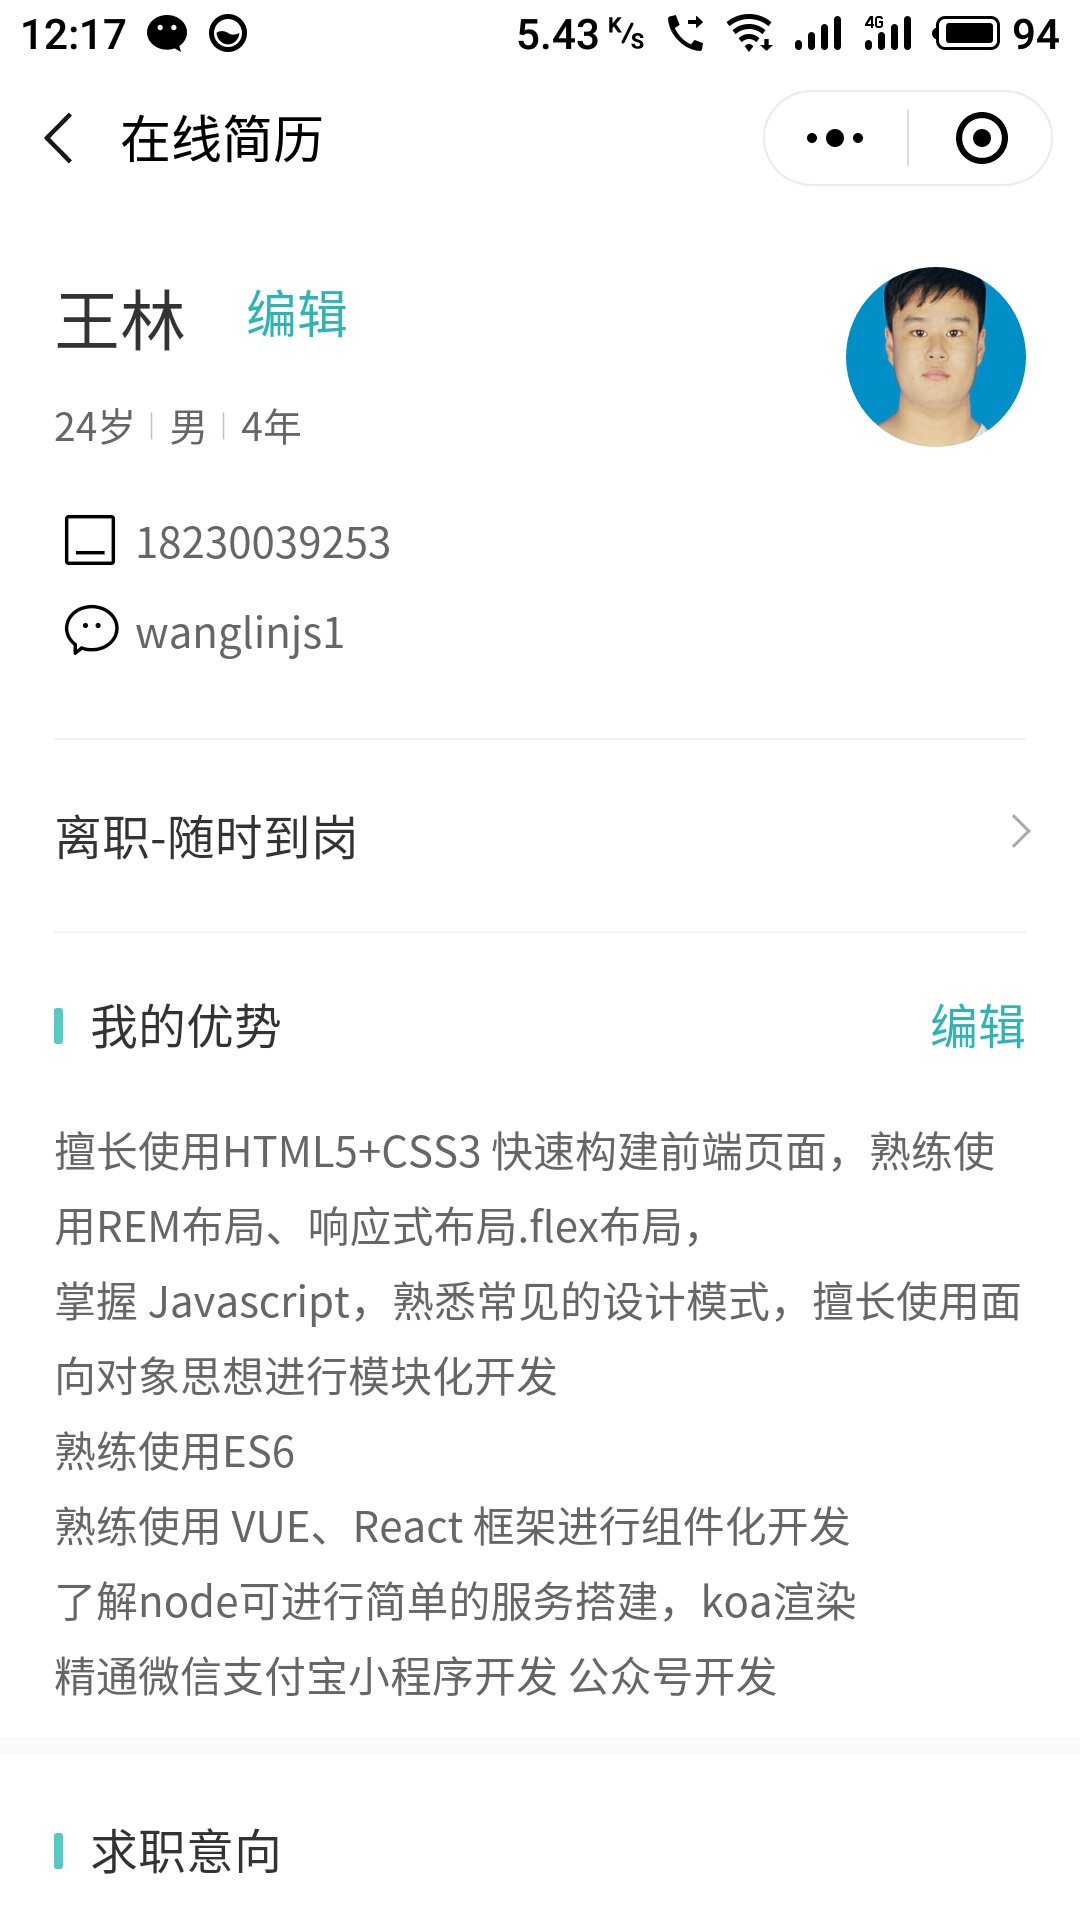 12:17 5.43 K/s 4G 94
在线简历
王林 编辑
24岁 男 4年
18230039253
wanglinjs1
离职-随时到岗
我的优势 编辑
擅长使用HTML5+CSS3 快速构建前端页面，熟练使
用REM布局、响应式布局.flex布局，
掌握 Javascript，熟悉常见的设计模式，擅长使用面
向对象思想进行模块化开发
熟练使用ES6
熟练使用 VUE、React 框架进行组件化开发
了解node可进行简单的服务搭建，koa渲染
精通微信支付宝小程序开发 公众号开发
求职意向